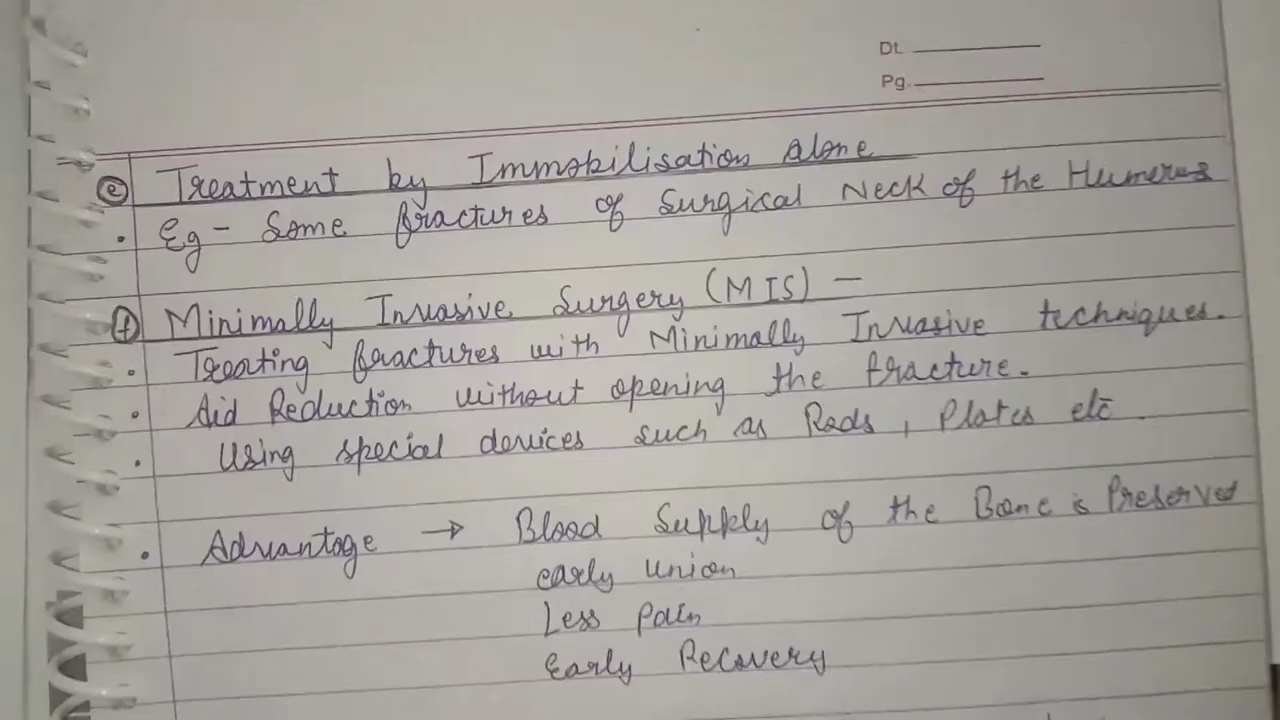 Dt.
Pg.
(e) Treatment by Immobilisation Alone
. Eg - Some fractures of Surgical Neck of the Humerus
(f) Minimally Invasive Surgery (MIS) -
. Treating fractures with Minimally Invasive techniques.
. Aid Reduction without opening the fracture.
. Using special devices such as Rods, Plates etc.
. Advantage → Blood Supply of the Bone is Preserved
early union
Less Pain
Early Recovery